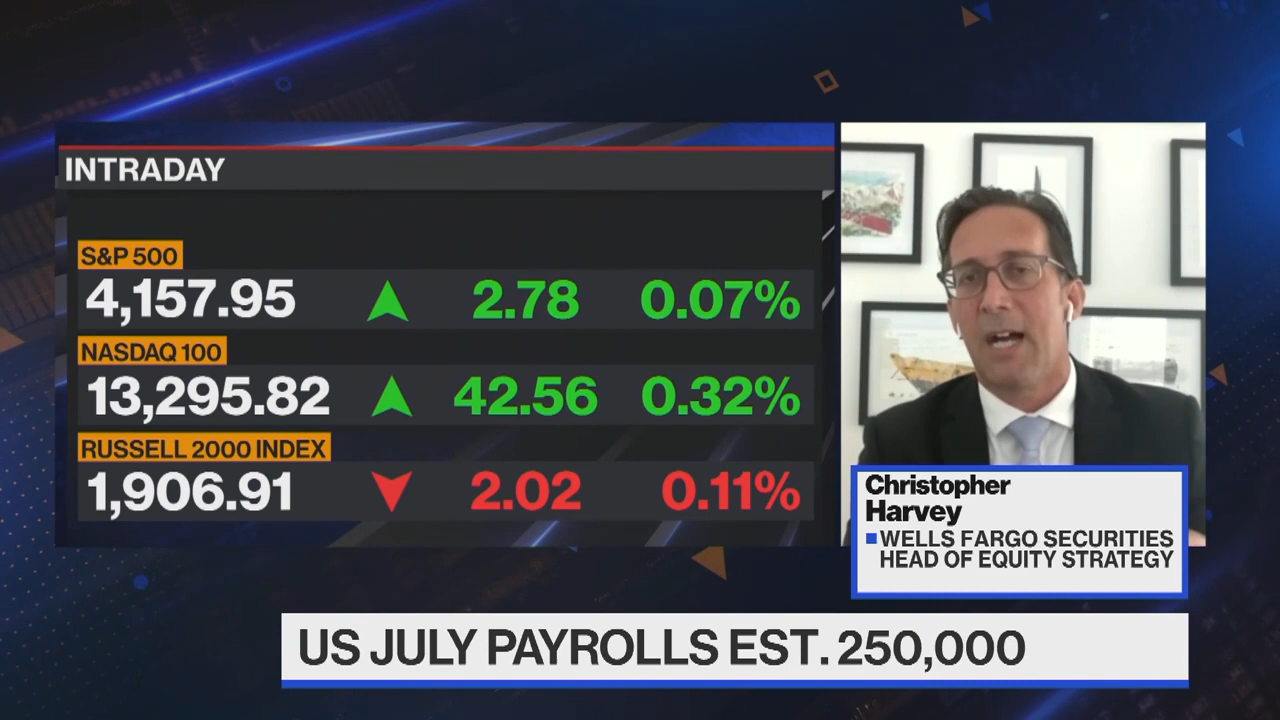 INTRADAY
S&P 500
4,157.95 2.78 0.07%
NASDAQ 100
13,295.82 42.56 0.32%
RUSSELL 2000 INDEX
1,906.91 2.02 0.11%
Christopher
Harvey
WELLS FARGO SECURITIES
HEAD OF EQUITY STRATEGY
US JULY PAYROLLS EST. 250,000